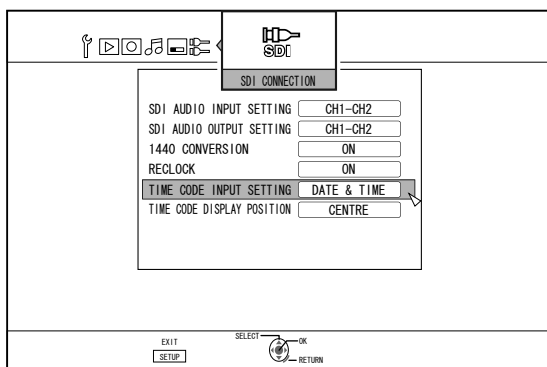 SDI
SDI CONNECTION
SDI AUDIO INPUT SETTING CH1-CH2
SDI AUDIO OUTPUT SETTING CH1-CH2
1440 CONVERSION ON
RECLOCK ON
TIME CODE INPUT SETTING DATE & TIME
TIME CODE DISPLAY POSITION CENTRE
EXIT
SETUP
SELECT
OK
RETURN